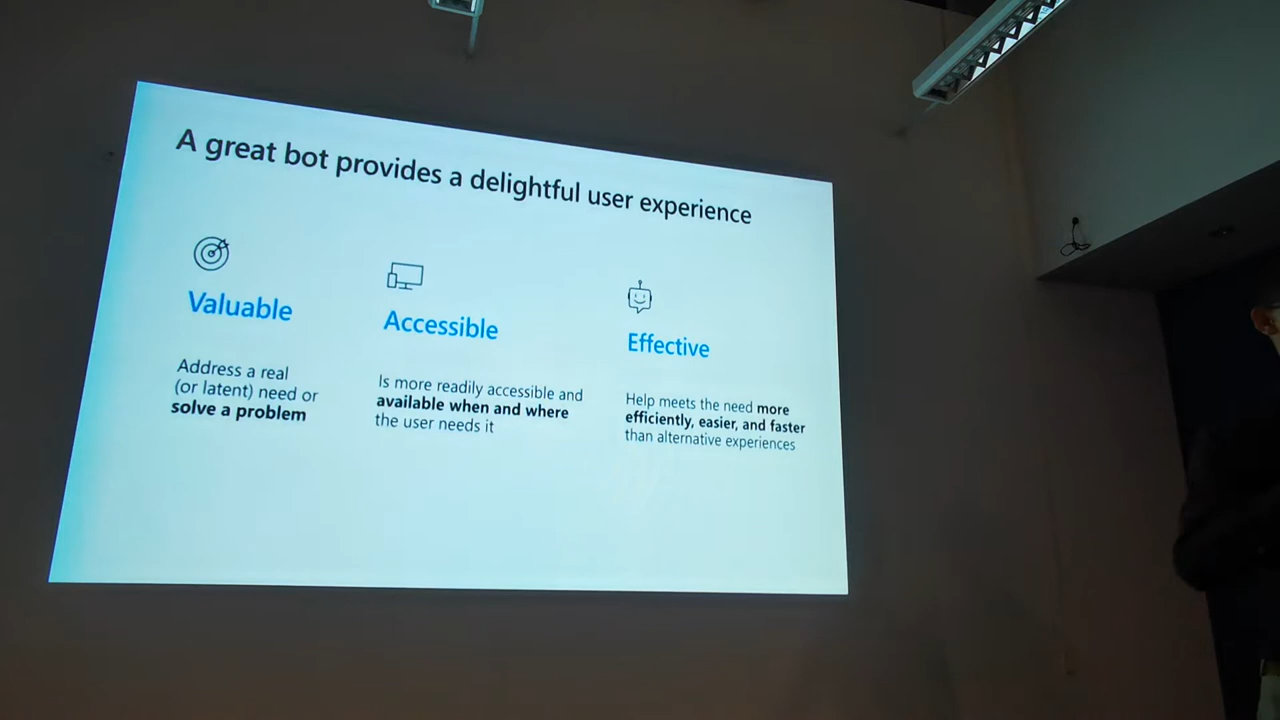 A great bot provides a delightful user experience
Valuable
Address a real
(or latent) need or
solve a problem
Accessible
Is more readily accessible and
available when and where
the user needs it
Effective
Help meets the need more
efficiently, easier, and faster
than alternative experiences